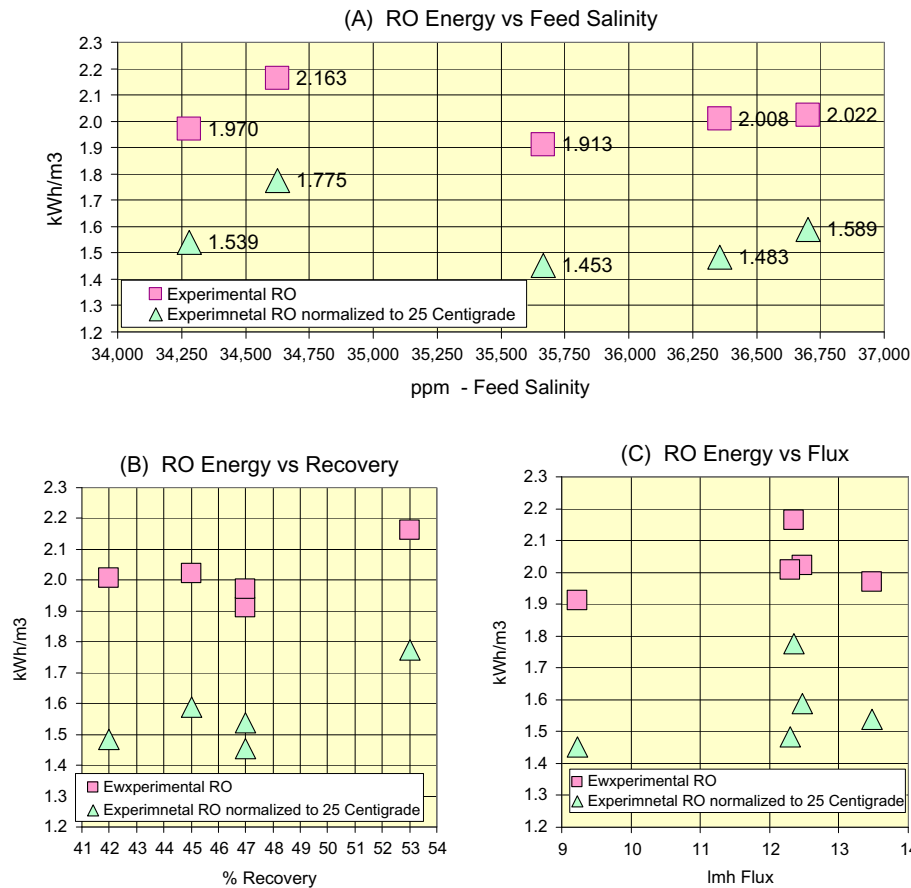 (A)  RO Energy vs Feed Salinity
2.3
2.2
2.1
2.0
1.9
1.8
1.7
1.6
1.5
1.4
1.3
1.2
kWh/m3
2.163
1.970
1.913
2.008
2.022
1.775
1.539
1.453
1.483
1.589
Experimental RO
Experimnetal RO normalized to 25 Centigrade
34,000 34,250 34,500 34,750 35,000 35,250 35,500 35,750 36,000 36,250 36,500 36,750 37,000
ppm  - Feed Salinity
(B)  RO Energy vs Recovery
2.3
2.2
2.1
2.0
1.9
1.8
1.7
1.6
1.5
1.4
1.3
1.2
kWh/m3
Ewxperimental RO
Experimnetal RO normalized to 25 Centigrade
41 42 43 44 45 46 47 48 49 50 51 52 53 54
% Recovery
(C)  RO Energy vs Flux
2.3
2.2
2.1
2.0
1.9
1.8
1.7
1.6
1.5
1.4
1.3
1.2
kWh/m3
Ewxperimental RO
Experimnetal RO normalized to 25 Centigrade
9 10 11 12 13 14
lmh Flux